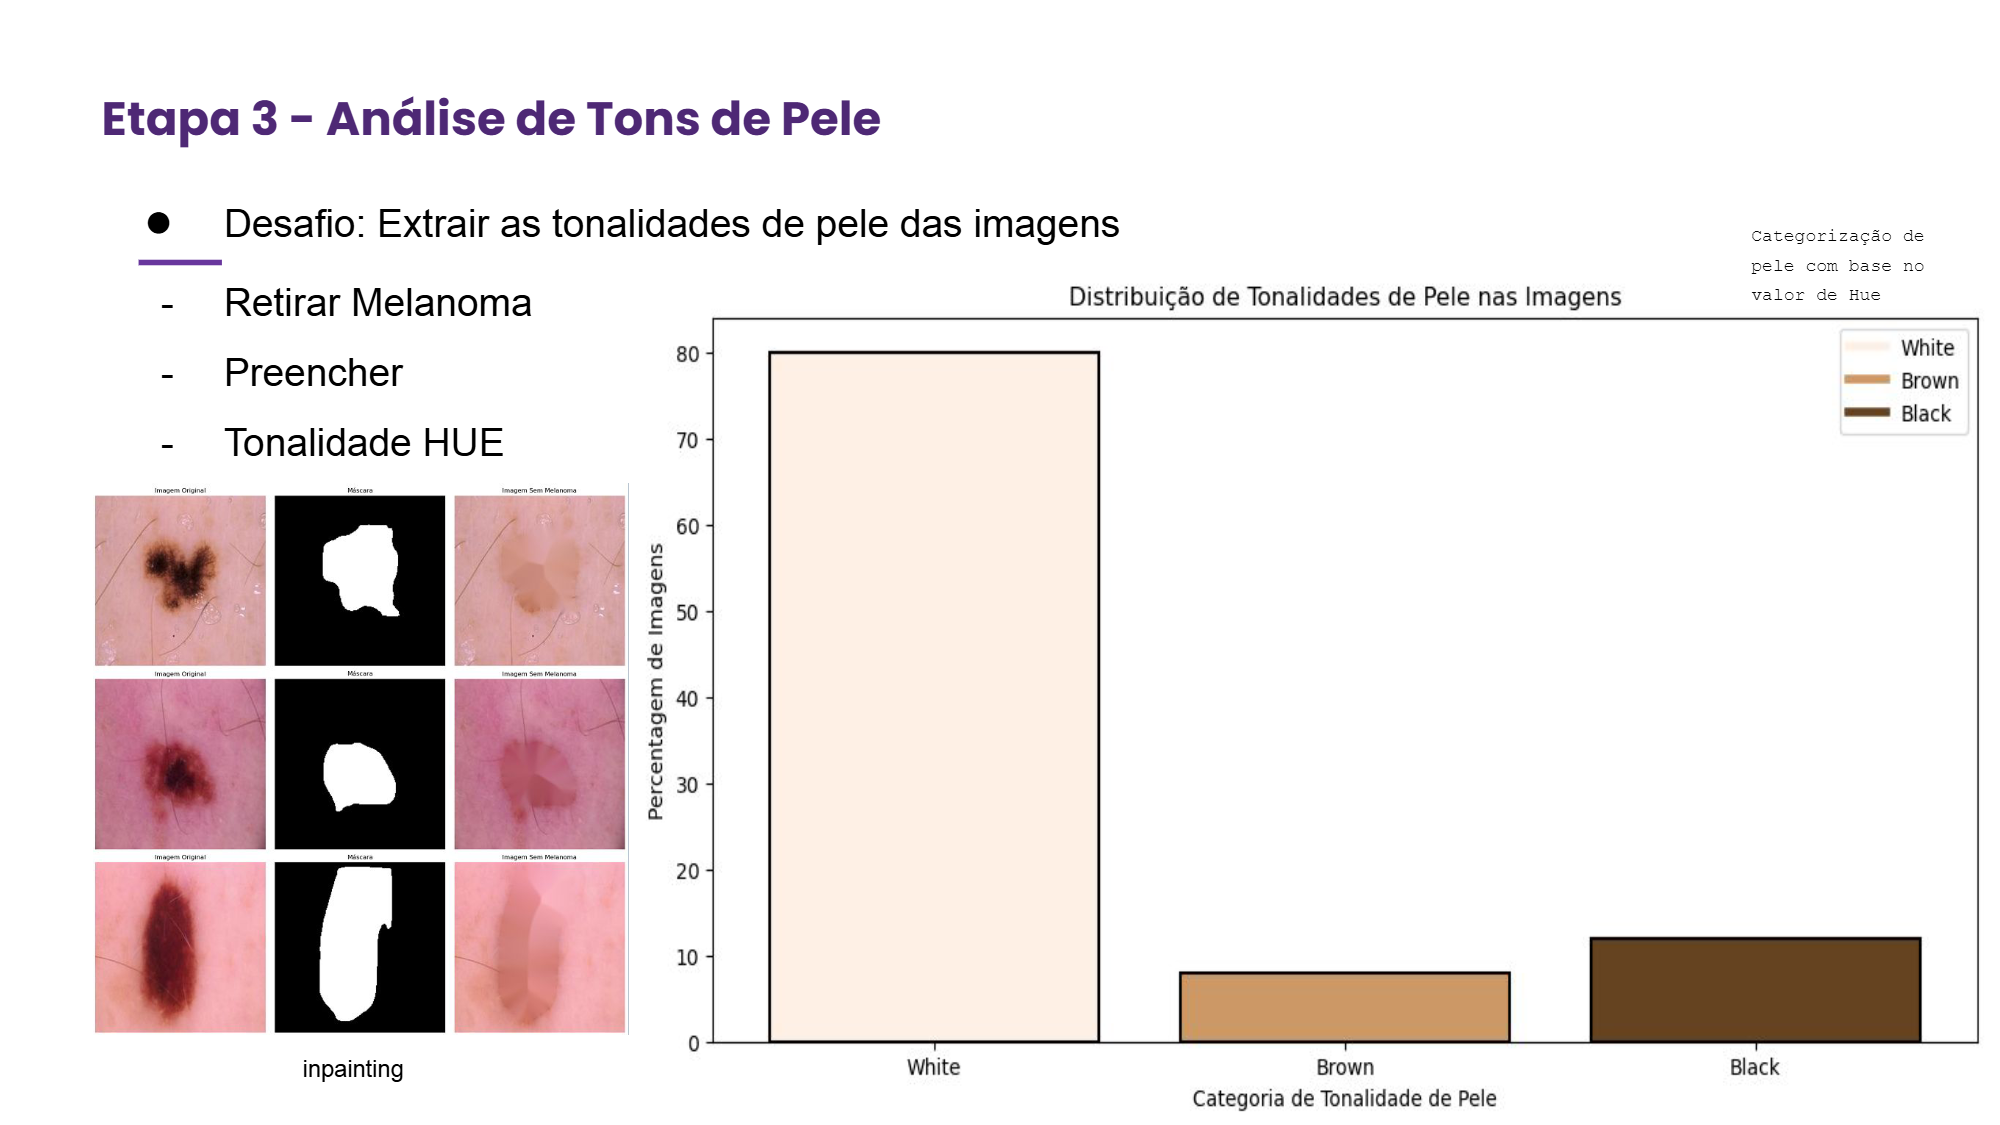 Etapa 3 - Análise de Tons de Pele
● Desafio: Extrair as tonalidades de pele das imagens
- Retirar Melanoma
- Preencher
- Tonalidade HUE
Categorização de
pele com base no
valor de Hue
Imagem Original
Máscara
Imagem Sem Melanoma
Imagem Original
Máscara
Imagem Sem Melanoma
Imagem Original
Máscara
Imagem Sem Melanoma
inpainting
Distribuição de Tonalidades de Pele nas Imagens
White
Brown
Black
Percentagem de Imagens
80
70
60
50
40
30
20
10
0
White
Brown
Black
Categoria de Tonalidade de Pele